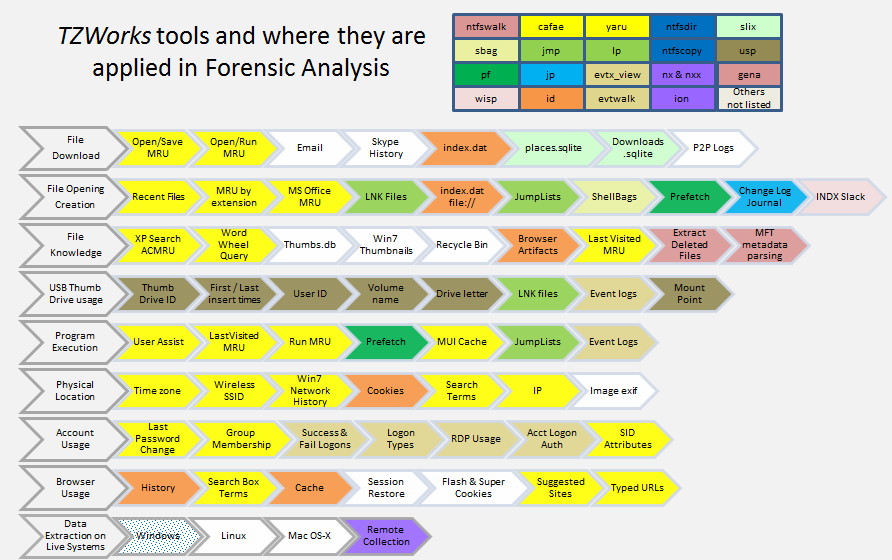 TZWorks tools and where they are
applied in Forensic Analysis
ntfswalk cafae yaru ntfsdir slix
sbag jmp lp ntfscopy usp
pf jp evtx_view nx & nxx gena
wisp id evtwalk ion Others
not listed
File
Download
Open/Save
MRU
Open/Run
MRU
Email
Skype
History
index.dat
places.sqlite
Downloads
.sqlite
P2P Logs
File Opening
Creation
Recent Files
MRU by
extension
MS Office
MRU
LNK Files
index.dat
file://
JumpLists
ShellBags
Prefetch
Change Log
Journal
INDX Slack
File
Knowledge
XP Search
ACMRU
Word
Wheel
Query
Thumbs.db
Win7
Thumbnails
Recycle Bin
Browser
Artifacts
Last Visited
MRU
Extract
Deleted
Files
MFT
metadata
parsing
USB Thumb
Drive usage
Thumb
Drive ID
First / Last
insert times
User ID
Volume
name
Drive letter
LNK files
Event logs
Mount
Point
Program
Execution
User Assist
LastVisited
MRU
Run MRU
Prefetch
MUI Cache
JumpLists
Event Logs
Physical
Location
Time zone
Wireless
SSID
Win7
Network
History
Cookies
Search
Terms
IP
Image exif
Account
Usage
Last
Password
Change
Group
Membership
Success &
Fail Logons
Logon
Types
RDP Usage
Acct Logon
Auth
SID
Attributes
Browser
Usage
History
Search Box
Terms
Cache
Session
Restore
Flash & Super
Cookies
Suggested
Sites
Typed URLs
Data
Extraction on
Live Systems
Windows
Linux
Mac OS-X
Remote
Collection